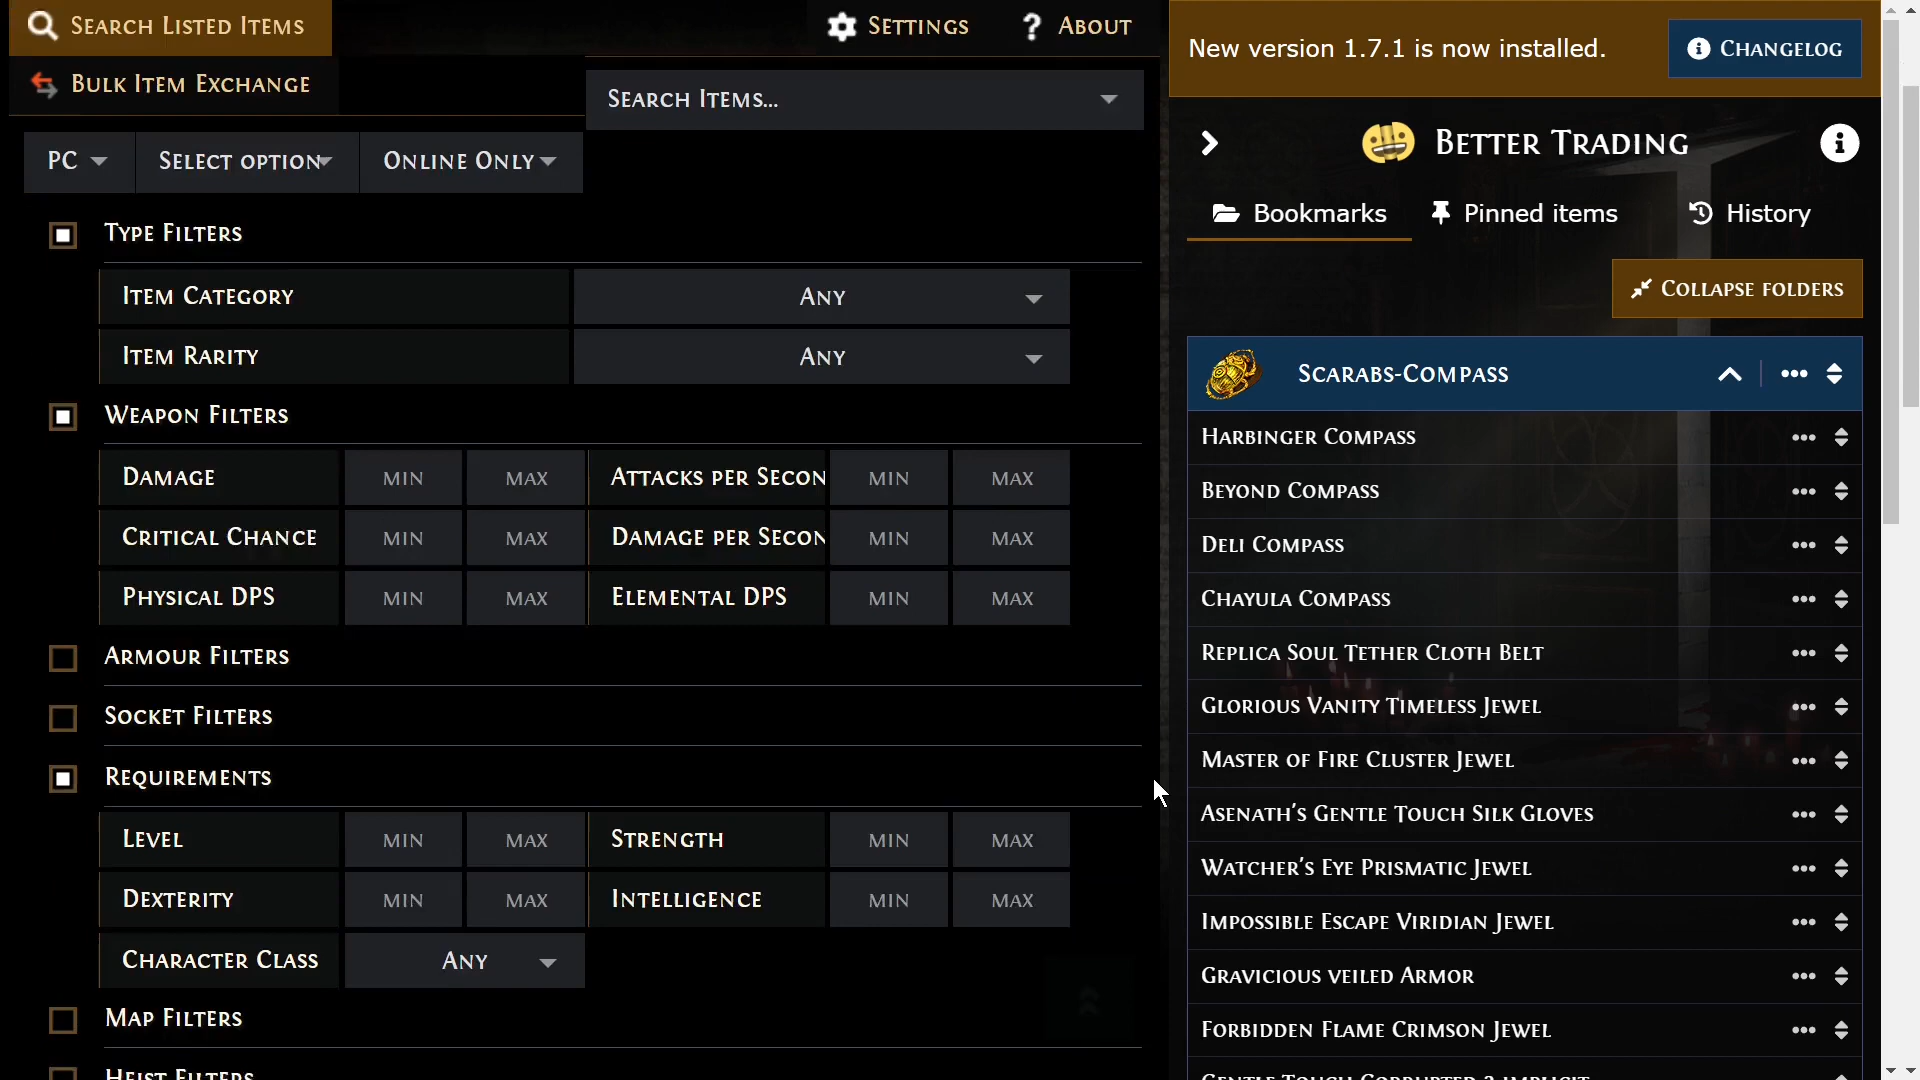 Search Listed Items
Settings
About
Bulk Item Exchange
Search Items...
PC
Select option
Online Only
Type Filters
Item Category
Any
Item Rarity
Any
Weapon Filters
Damage
MIN
MAX
Attacks per Secon
MIN
MAX
Critical Chance
MIN
MAX
Damage per Secon
MIN
MAX
Physical DPS
MIN
MAX
Elemental DPS
MIN
MAX
Armour Filters
Socket Filters
Requirements
Level
MIN
MAX
Strength
MIN
MAX
Dexterity
MIN
MAX
Intelligence
MIN
MAX
Character Class
Any
Map Filters
Heist Filters
New version 1.7.1 is now installed.
Changelog
Better Trading
Bookmarks
Pinned items
History
Collapse folders
Scarabs-Compass
Harbinger Compass
Beyond Compass
Deli Compass
Chayula Compass
Replica Soul Tether Cloth Belt
Glorious Vanity Timeless Jewel
Master of Fire Cluster Jewel
Asenath's Gentle Touch Silk Gloves
Watcher's Eye Prismatic Jewel
Impossible Escape Viridian Jewel
Gravicious veiled Armor
Forbidden Flame Crimson Jewel
Gentle Touch Corrupted 2 implicit